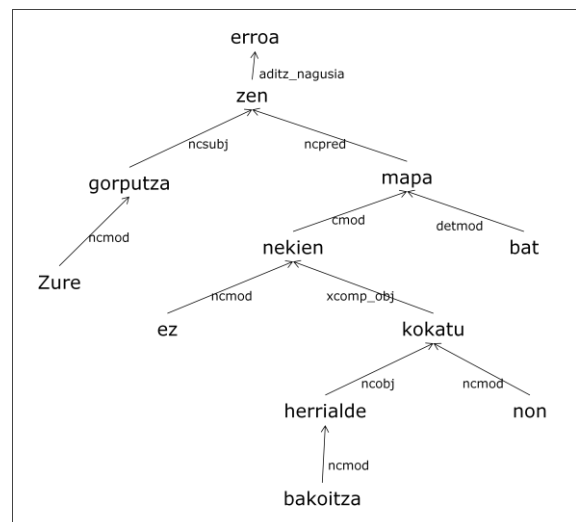 erroa
aditz_nagusia
zen
ncsubj ncpred
gorputza mapa
cmod detmod
ncmod nekien bat
Zure ncmod xcomp_obj
ez kokatu
ncobj ncmod
herrialde non
ncmod
bakoitza